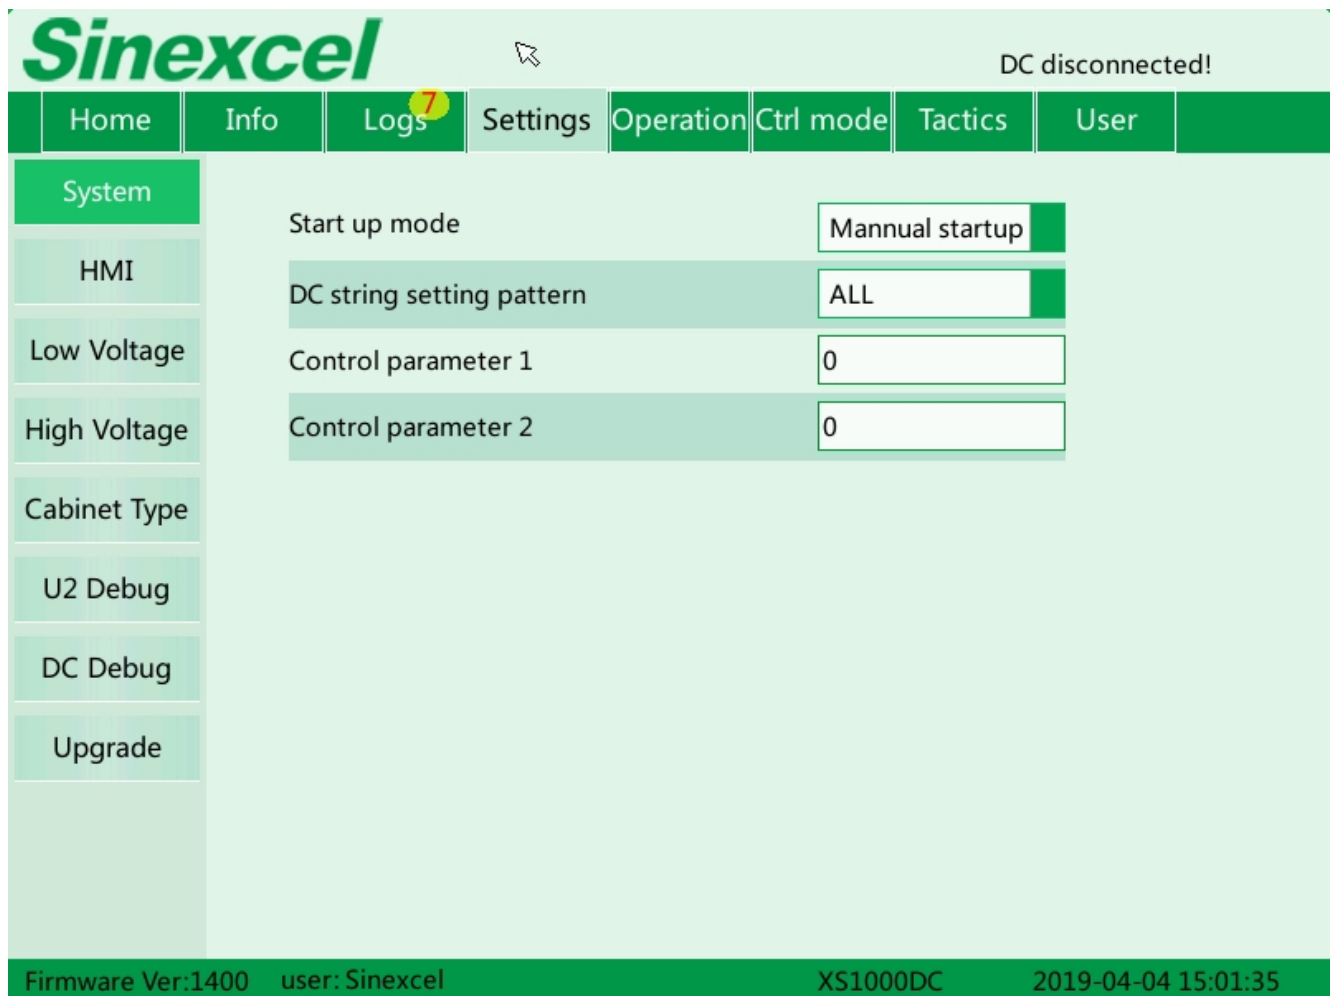 Sinexcel
DC disconnected!
Home Info Logs 7 Settings Operation Ctrl mode Tactics User
System
Start up mode Mannual startup
HMI
DC string setting pattern ALL
Low Voltage
Control parameter 1 0
High Voltage
Control parameter 2 0
Cabinet Type
U2 Debug
DC Debug
Upgrade
Firmware Ver:1400 user: Sinexcel XS1000DC 2019-04-04 15:01:35